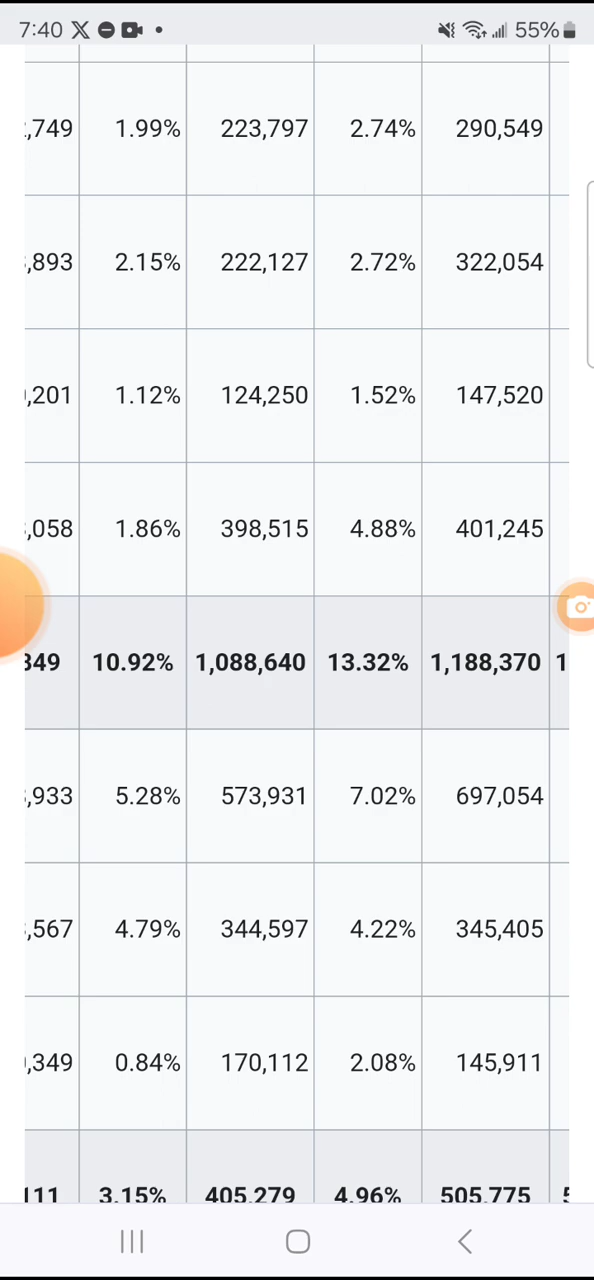 7:40 55%
,749 1.99% 223,797 2.74% 290,549
,893 2.15% 222,127 2.72% 322,054
,201 1.12% 124,250 1.52% 147,520
,058 1.86% 398,515 4.88% 401,245
349 10.92% 1,088,640 13.32% 1,188,370 1
,933 5.28% 573,931 7.02% 697,054
,567 4.79% 344,597 4.22% 345,405
,349 0.84% 170,112 2.08% 145,911
111 3.15% 405,279 4.96% 505,775